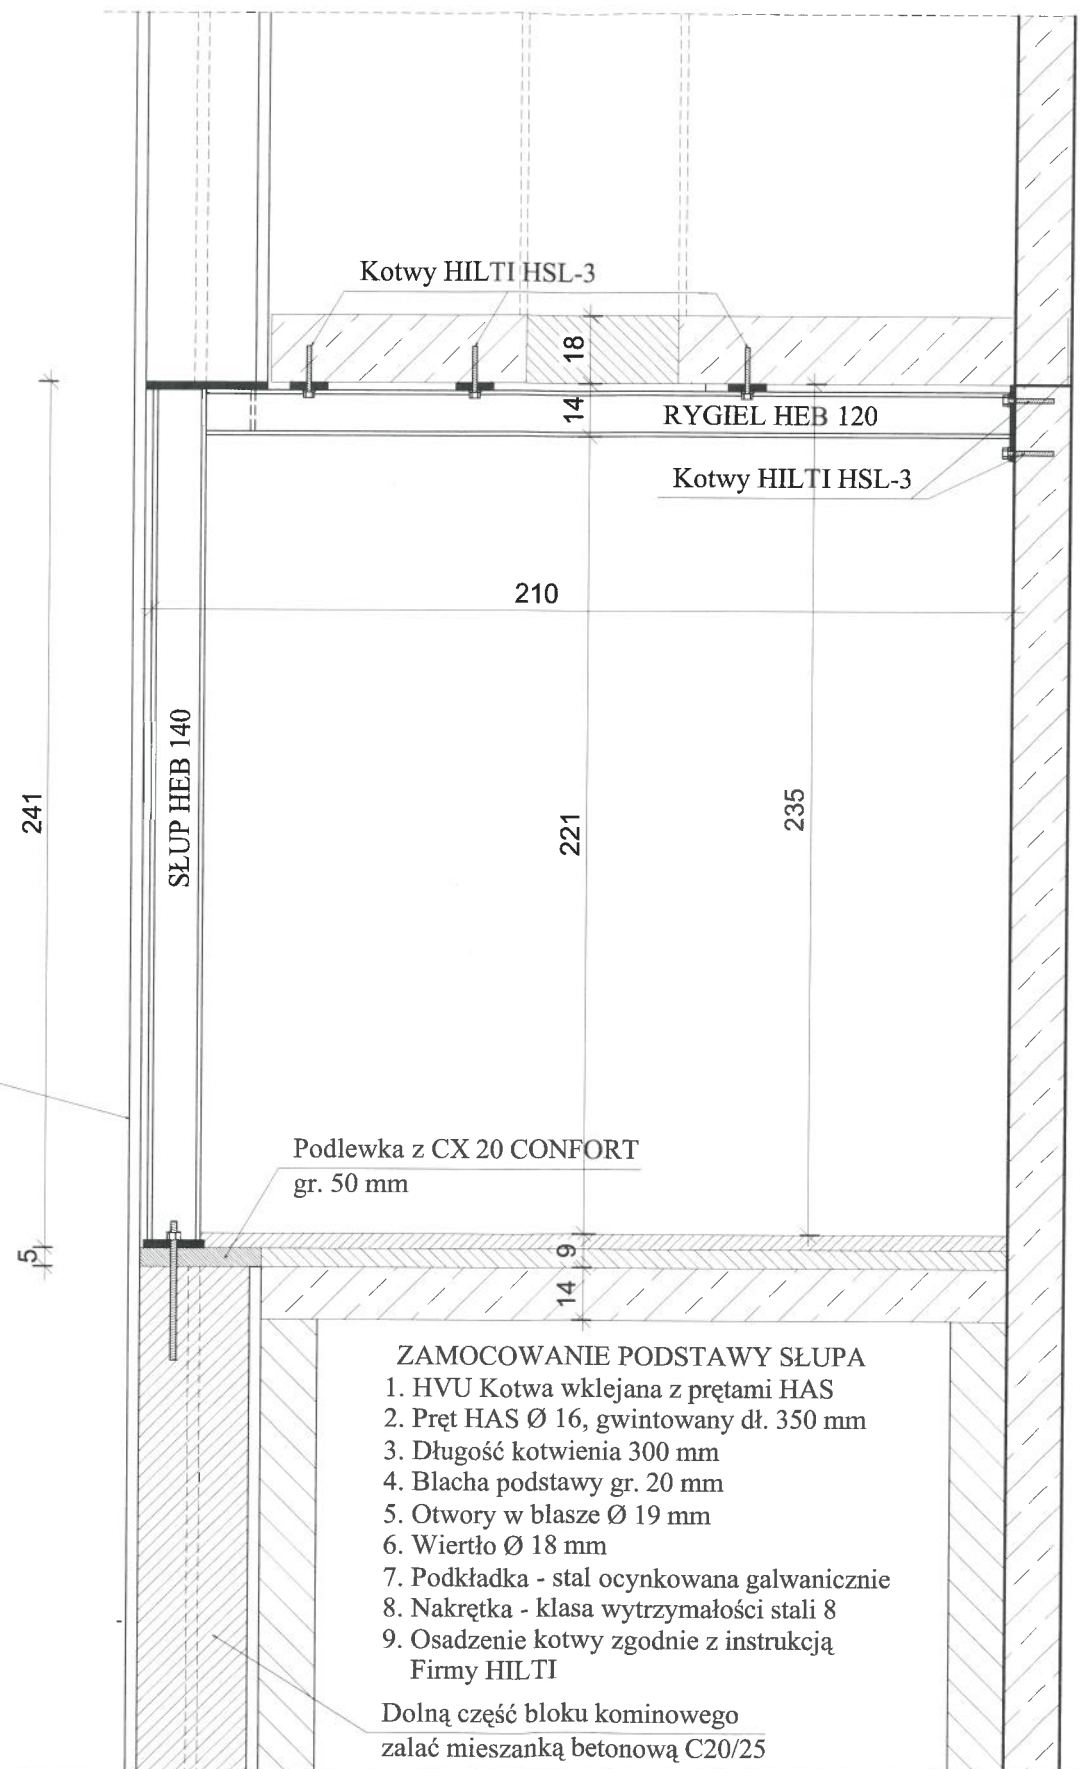 Kotwy HILTI HSL-3
18
14
RYGIEL HEB 120
Kotwy HILTI HSL-3
210
SŁUP HEB 140
241
221
235
Podlewka z CX 20 CONFORT
gr. 50 mm
5
9
14
ZAMOCOWANIE PODSTAWY SŁUPA
1. HVU Kotwa wklejana z prętami HAS
2. Pręt HAS Ø 16, gwintowany dł. 350 mm
3. Długość kotwienia 300 mm
4. Blacha podstawy gr. 20 mm
5. Otwory w blasze Ø 19 mm
6. Wiertło Ø 18 mm
7. Podkładka - stal ocynkowana galwanicznie
8. Nakrętka - klasa wytrzymałości stali 8
9. Osadzenie kotwy zgodnie z instrukcją
Firmy HILTI
Dolną część bloku kominowego
zalać mieszanką betonową C20/25